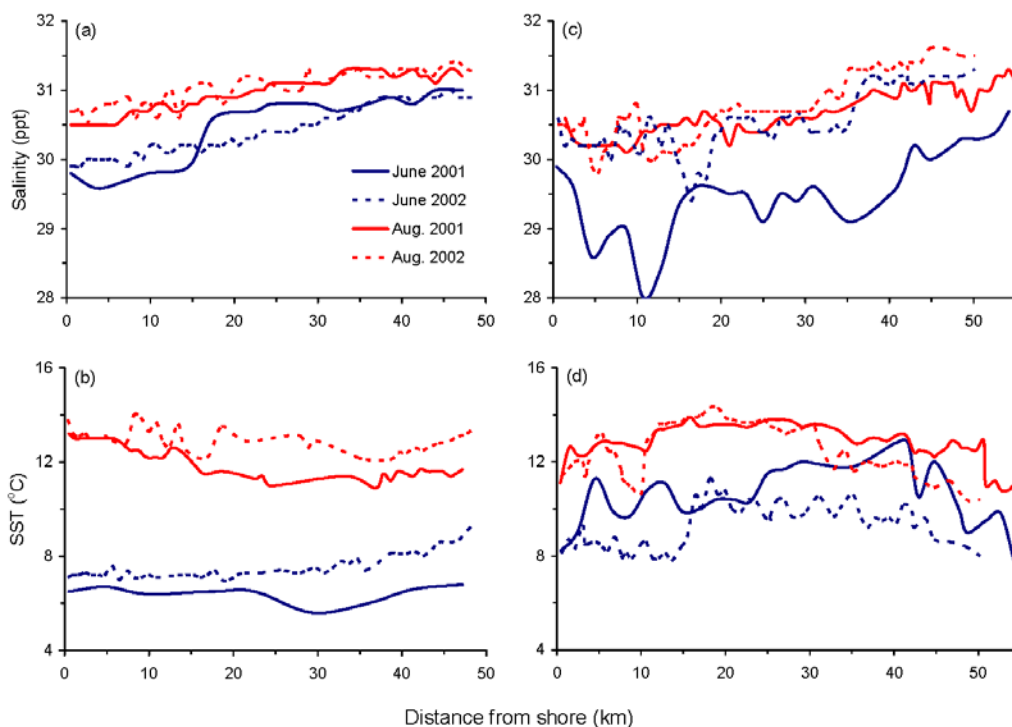 (a)
Salinity (ppt)
32
31
30
29
28
0 10 20 30 40 50
June 2001
June 2002
Aug. 2001
Aug. 2002
(c)
Salinity (ppt)
32
31
30
29
28
0 10 20 30 40 50
(b)
SST (°C)
16
12
8
4
0 10 20 30 40 50
(d)
16
12
8
4
0 10 20 30 40 50
Distance from shore (km)